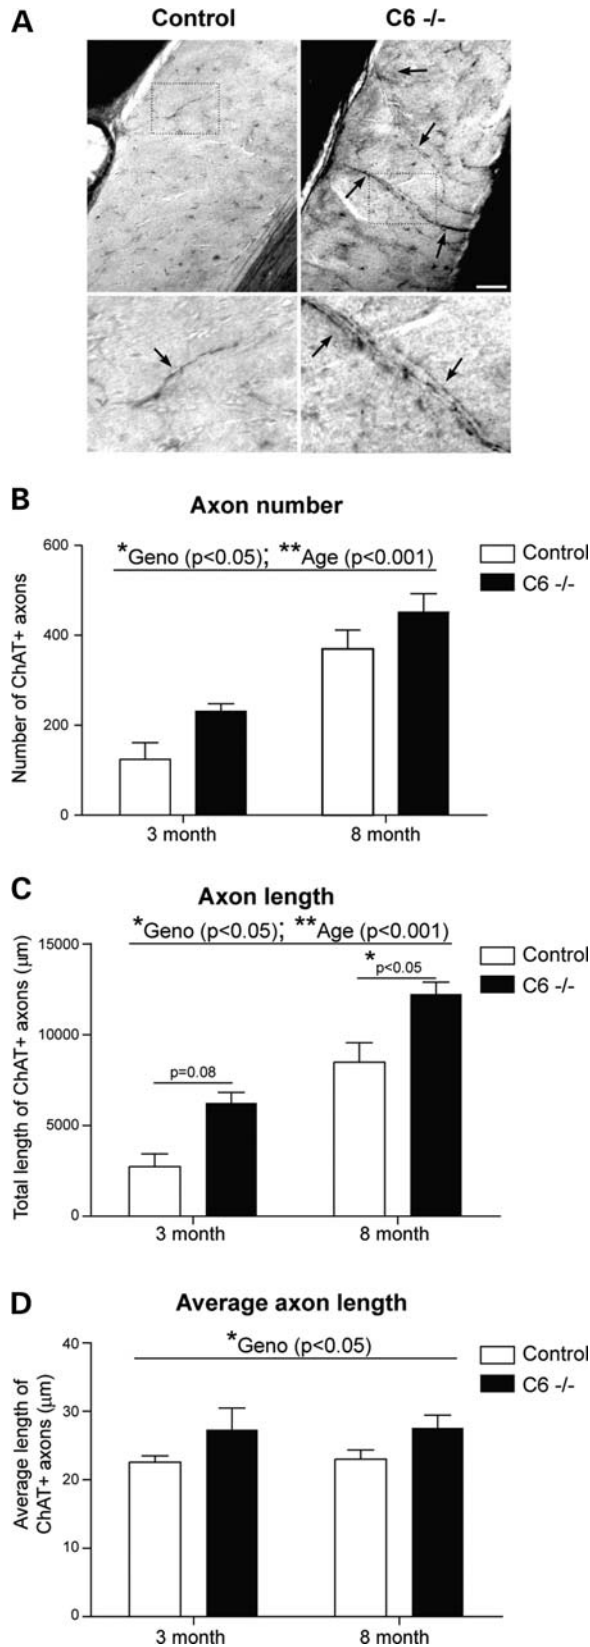 A
Control C6 -/-
B
Axon number
*Geno (p<0.05); **Age (p<0.001)
Control
C6 -/-
Number of ChAT+ axons
600
400
200
0
3 month 8 month
C
Axon length
*Geno (p<0.05); **Age (p<0.001)
Control
C6 -/-
Total length of ChAT+ axons (μm)
15000
10000
5000
0
p=0.08
*
p<0.05
3 month 8 month
D
Average axon length
*Geno (p<0.05)
Control
C6 -/-
Average length of
ChAT+ axons (μm)
40
30
20
10
0
3 month 8 month